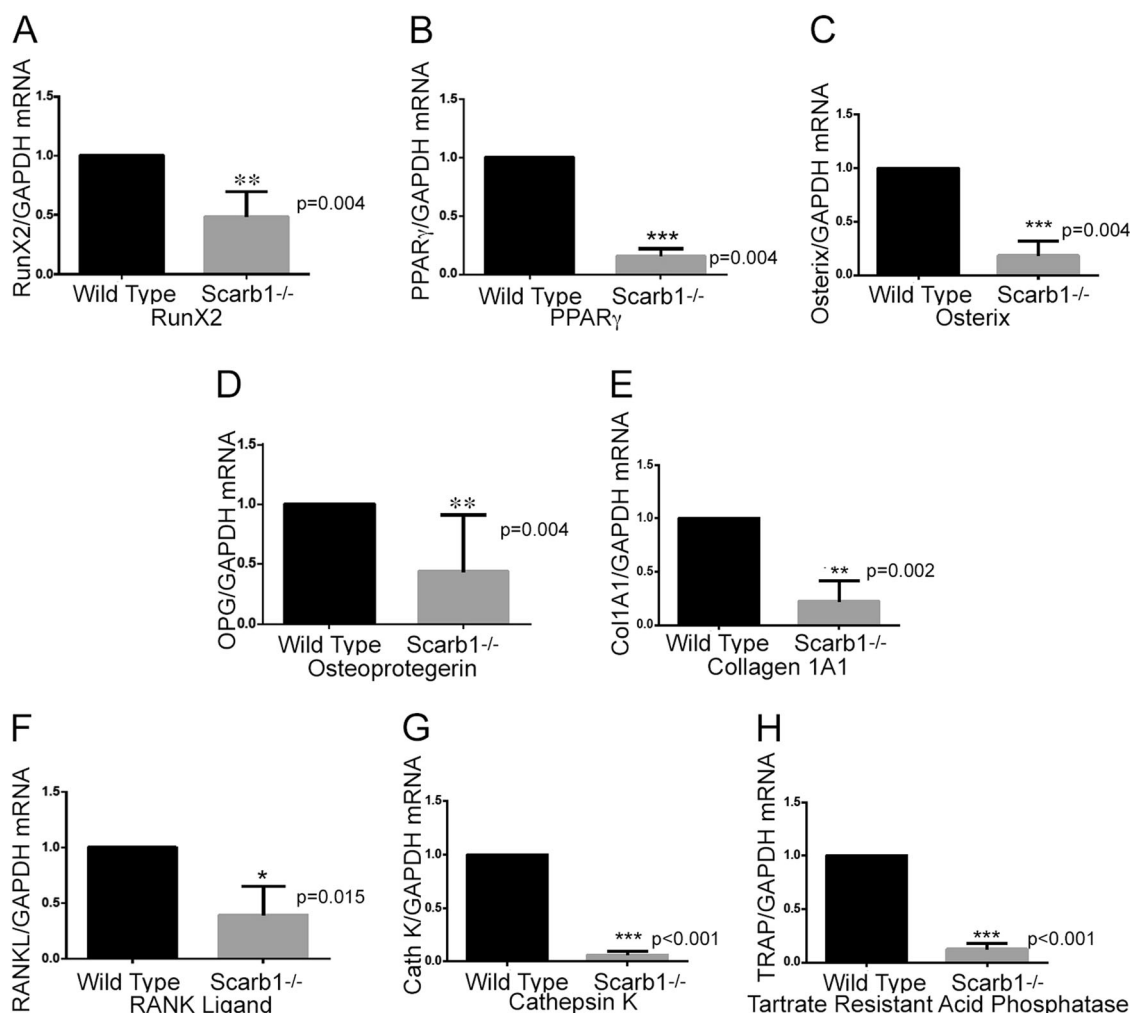 A
RunX2/GAPDH mRNA
1.5
1.0
0.5
0.0
**
p=0.004
Wild Type Scarb1-/-
RunX2
B
PPARγ/GAPDH mRNA
1.5
1.0
0.5
0.0
***
p=0.004
Wild Type Scarb1-/-
PPARγ
C
Osterix/GAPDH mRNA
1.5
1.0
0.5
0.0
***
p=0.004
Wild Type Scarb1-/-
Osterix
D
OPG/GAPDH mRNA
1.5
1.0
0.5
0.0
**
p=0.004
Wild Type Scarb1-/-
Osteoprotegerin
E
Col1A1/GAPDH mRNA
1.5
1.0
0.5
0.0
**
p=0.002
Wild Type Scarb1-/-
Collagen 1A1
F
RANKL/GAPDH mRNA
1.5
1.0
0.5
0.0
*
p=0.015
Wild Type Scarb1-/-
RANK Ligand
G
Cath K/GAPDH mRNA
1.5
1.0
0.5
0.0
***
p<0.001
Wild Type Scarb1-/-
Cathepsin K
H
TRAP/GAPDH mRNA
1.5
1.0
0.5
0.0
***
p<0.001
Wild Type Scarb1-/-
Tartrate Resistant Acid Phosphatase